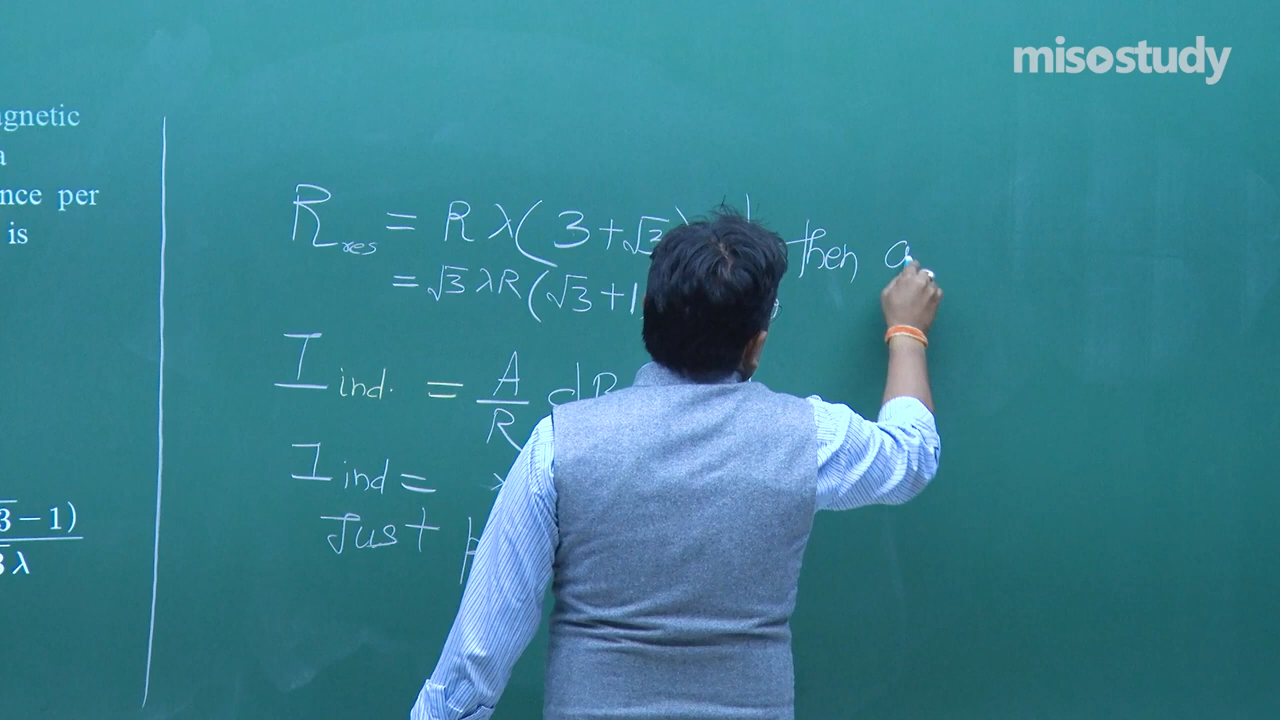 misostudy
agnetic
a
nce per
is
3 - 1)
3λ
R_res = Rλ(3+√3) then a
= √3λR(√3+1
I_ind. = A/R dB
I_ind =
Just